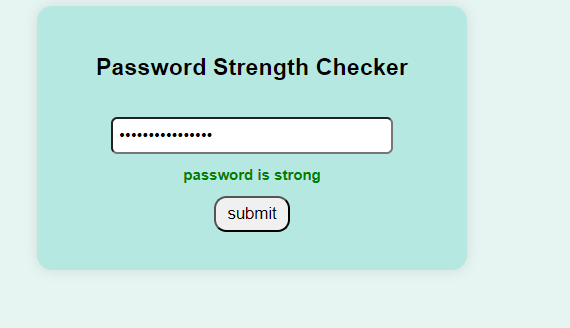 Password Strength Checker
••••••••••••••••
password is strong
submit